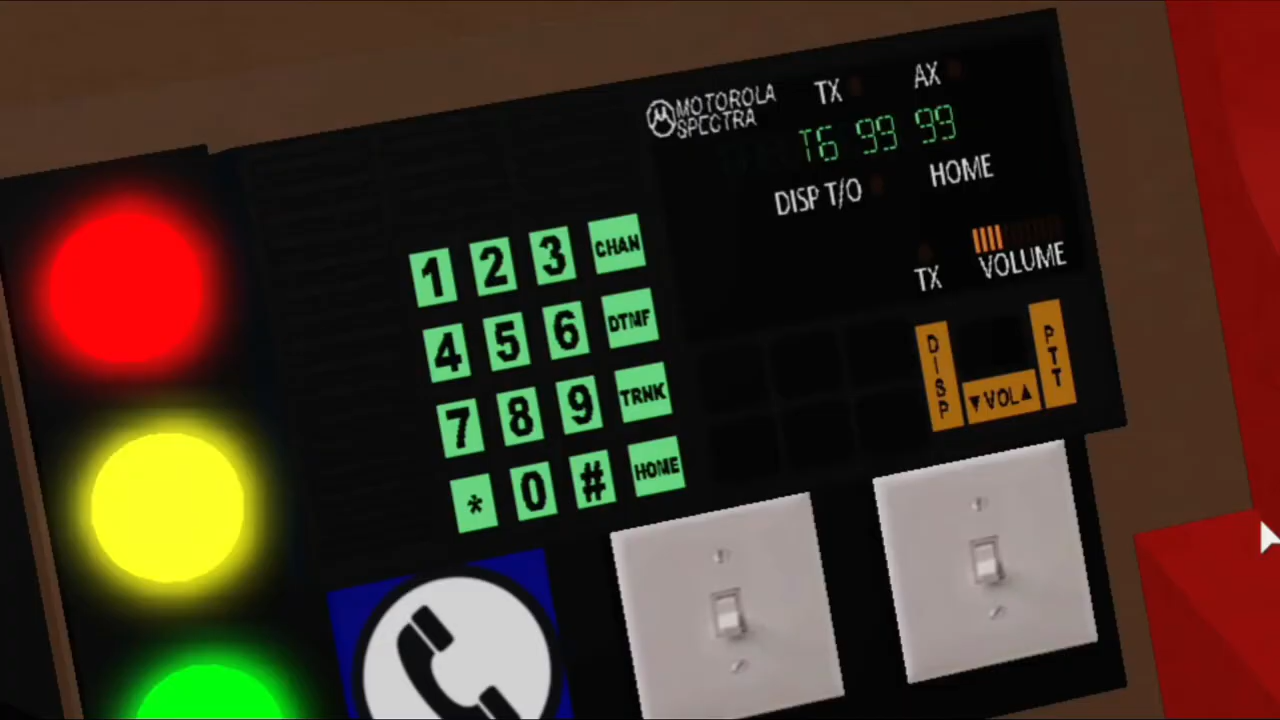 MOTOROLA
SPECTRA
TX
AX
T6 99 99
DISP T/O
HOME
TX
VOLUME
1 2 3 CHAN
4 5 6 DTMF
7 8 9 TRNK
* 0 # HOME
DISP
▼VOL▲
PTT